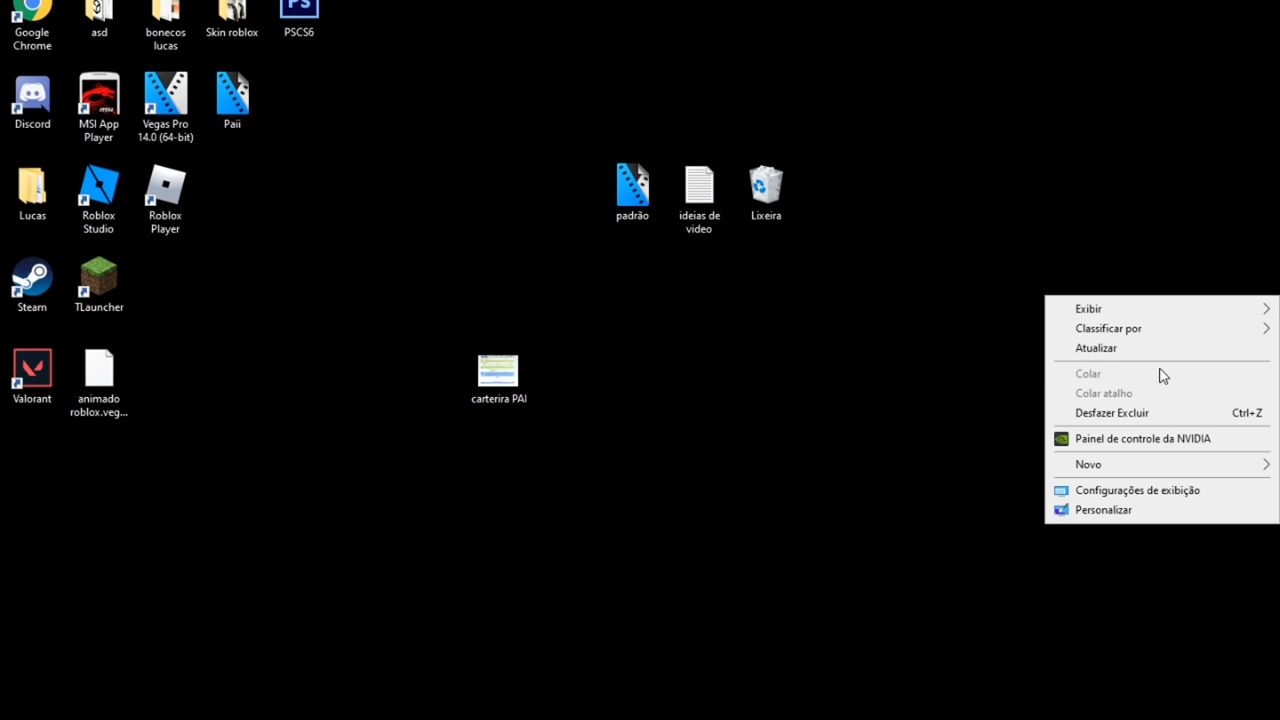 Ps
Google
Chrome
asd
bonecos
lucas
Skin roblox
PSCS6
Discord
msi
MSI App
Player
Vegas Pro
14.0 (64-bit)
Paii
Lucas
Roblox
Studio
Roblox
Player
padrão
ideias de
video
Lixeira
Steam
TLauncher
Valorant
animado
roblox.veg...
carterira PAI
Exibir
Classificar por
Atualizar
Colar
Colar atalho
Desfazer Excluir Ctrl+Z
Painel de controle da NVIDIA
Novo
Configurações de exibição
Personalizar